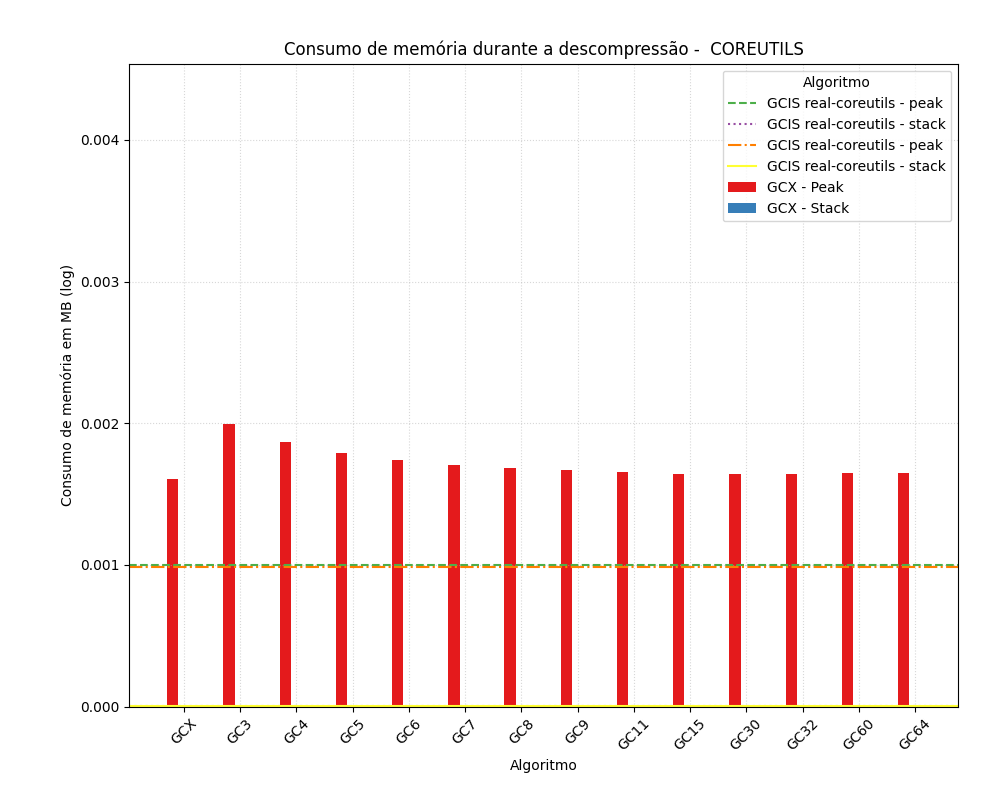 Consumo de memória durante a descompressão -  COREUTILS
Algoritmo
GCIS real-coreutils - peak
GCIS real-coreutils - stack
GCIS real-coreutils - peak
GCIS real-coreutils - stack
GCX - Peak
GCX - Stack
Consumo de memória em MB (log)
0.004
0.003
0.002
0.001
0.000
GCX
GC3
GC4
GC5
GC6
GC7
GC8
GC9
GC11
GC15
GC30
GC32
GC60
GC64
Algoritmo